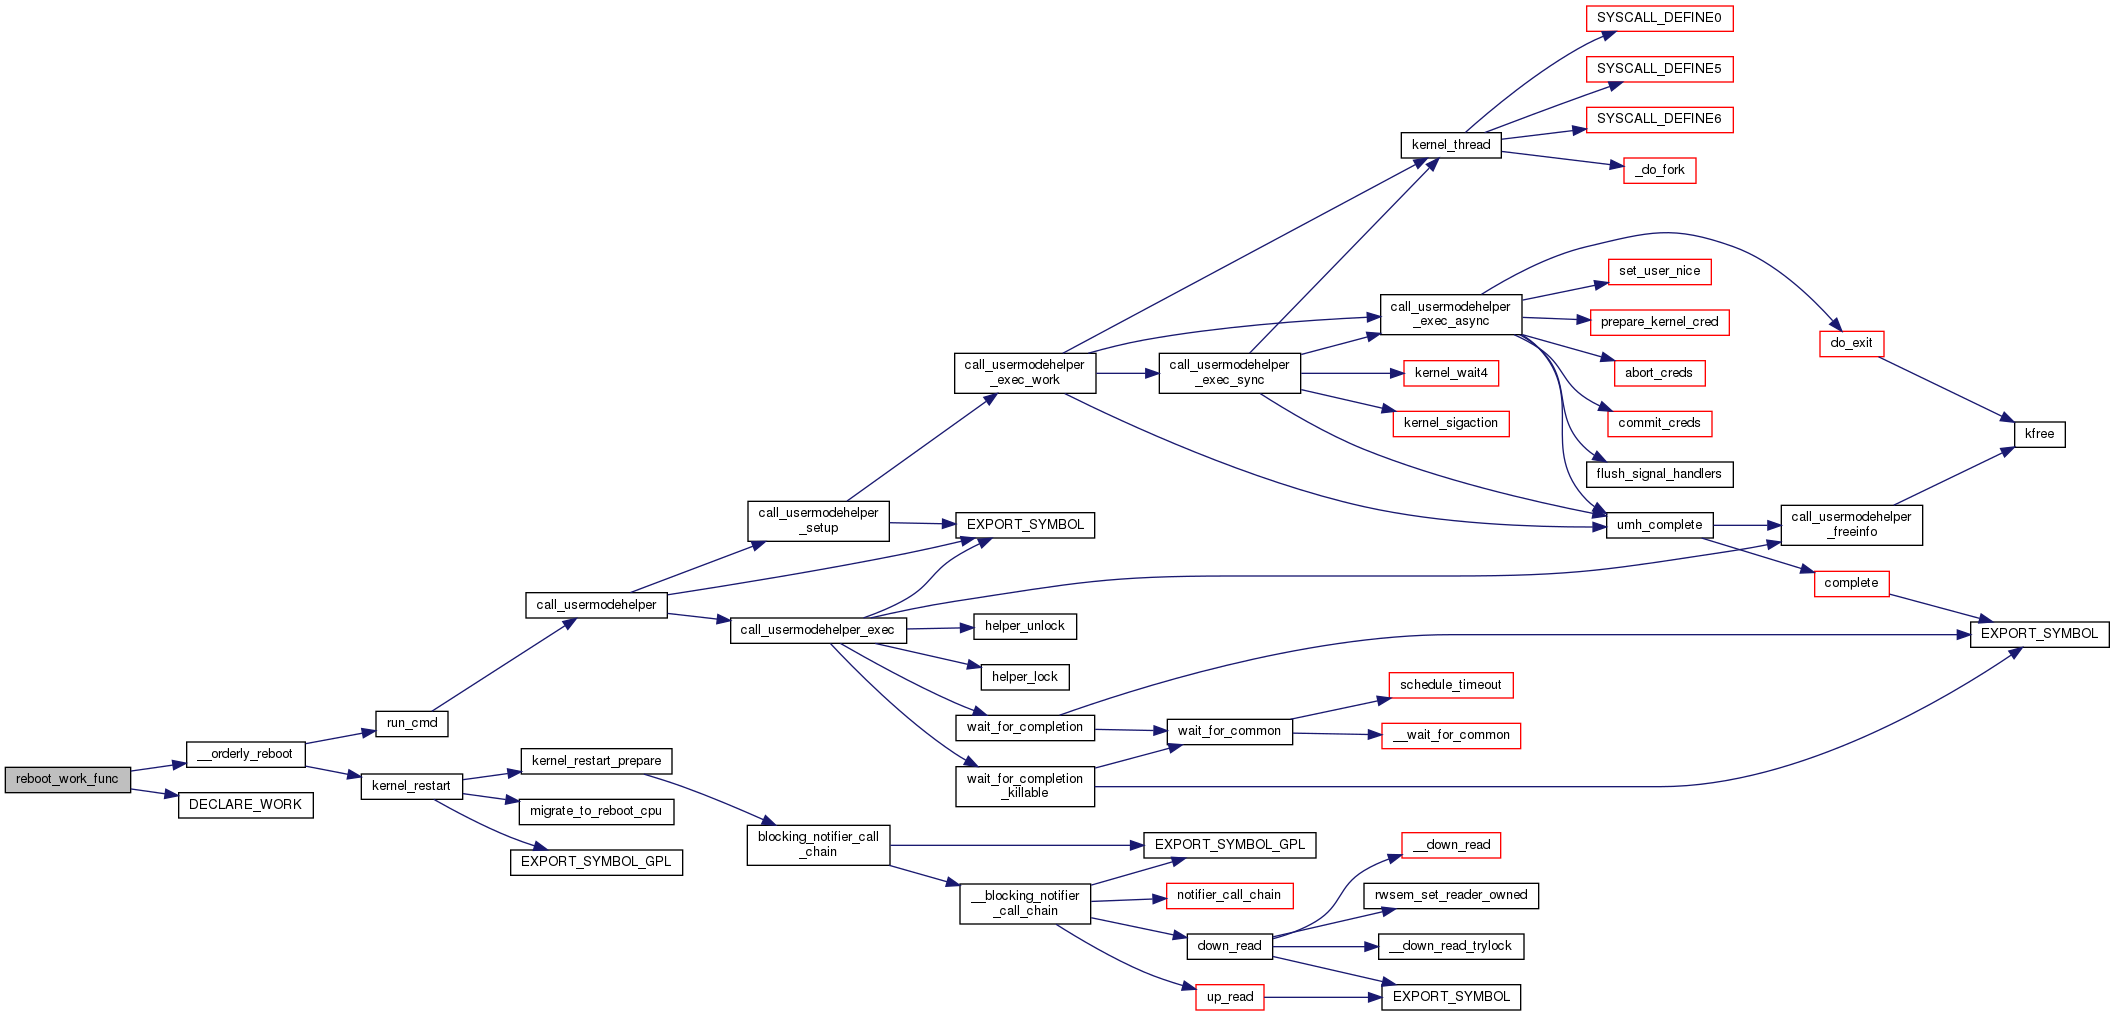 SYSCALL_DEFINE0
SYSCALL_DEFINE5
SYSCALL_DEFINE6
kernel_thread
_do_fork
set_user_nice
call_usermodehelper
_exec_async
prepare_kernel_cred
do_exit
call_usermodehelper
_exec_work
call_usermodehelper
_exec_sync
kernel_wait4
abort_creds
kernel_sigaction
commit_creds
kfree
flush_signal_handlers
call_usermodehelper
_setup
EXPORT_SYMBOL
umh_complete
call_usermodehelper
_freeinfo
complete
call_usermodehelper
call_usermodehelper_exec
helper_unlock
EXPORT_SYMBOL
helper_lock
schedule_timeout
run_cmd
wait_for_completion
wait_for_common
__wait_for_common
__orderly_reboot
kernel_restart_prepare
reboot_work_func
kernel_restart
wait_for_completion
_killable
DECLARE_WORK
migrate_to_reboot_cpu
blocking_notifier_call
_chain
EXPORT_SYMBOL_GPL
__down_read
EXPORT_SYMBOL_GPL
__blocking_notifier
_call_chain
notifier_call_chain
rwsem_set_reader_owned
down_read
__down_read_trylock
up_read
EXPORT_SYMBOL